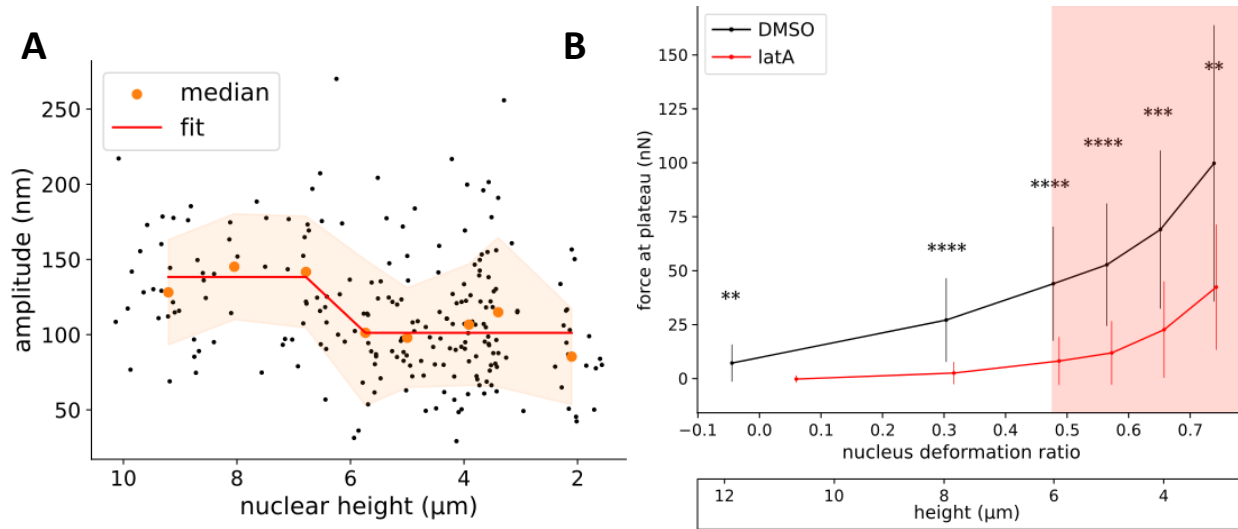 A
250
200
150
100
50
amplitude (nm)
median
fit
10 8 6 4 2
nuclear height (μm)
B
150
125
100
75
50
25
0
force at plateau (nN)
DMSO
latA
** **** **** **** *** **
−0.1 0.0 0.1 0.2 0.3 0.4 0.5 0.6 0.7
nucleus deformation ratio
12 10 8 6 4
height (μm)